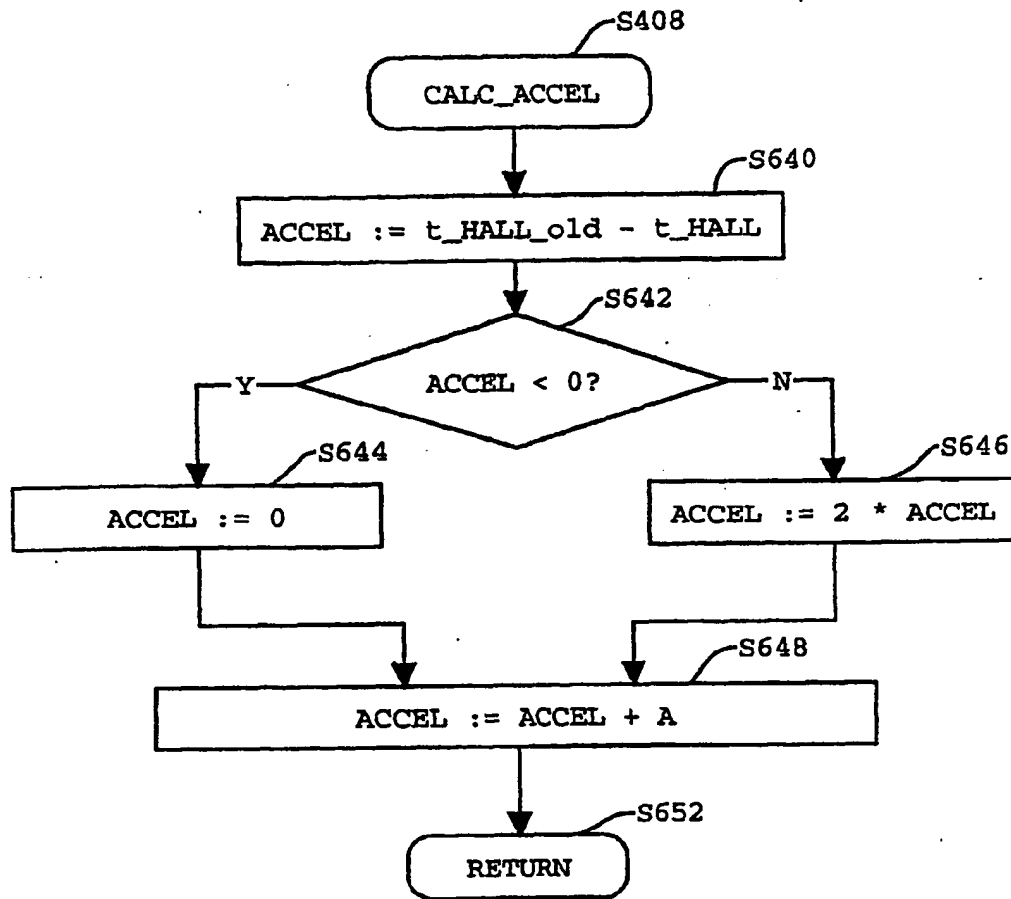 S408
CALC_ACCEL
S640
ACCEL := t_HALL_old - t_HALL
S642
ACCEL < 0?
Y
N
S644
S646
ACCEL := 0
ACCEL := 2 * ACCEL
S648
ACCEL := ACCEL + A
S652
RETURN